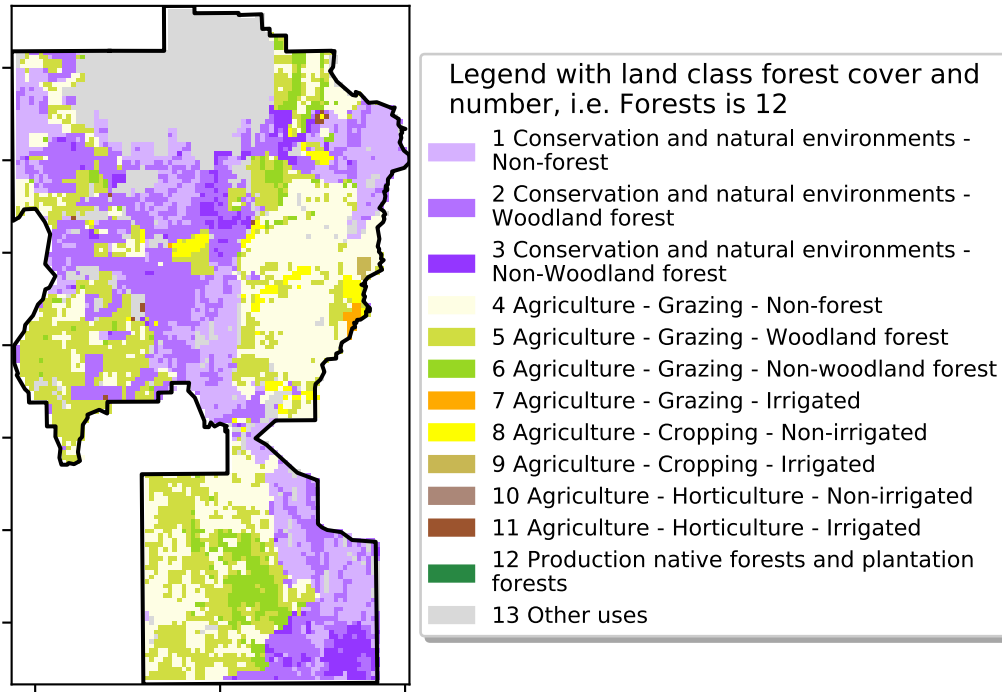 Legend with land class forest cover and
number, i.e. Forests is 12
1 Conservation and natural environments -
Non-forest
2 Conservation and natural environments -
Woodland forest
3 Conservation and natural environments -
Non-Woodland forest
4 Agriculture - Grazing - Non-forest
5 Agriculture - Grazing - Woodland forest
6 Agriculture - Grazing - Non-woodland forest
7 Agriculture - Grazing - Irrigated
8 Agriculture - Cropping - Non-irrigated
9 Agriculture - Cropping - Irrigated
10 Agriculture - Horticulture - Non-irrigated
11 Agriculture - Horticulture - Irrigated
12 Production native forests and plantation
forests
13 Other uses